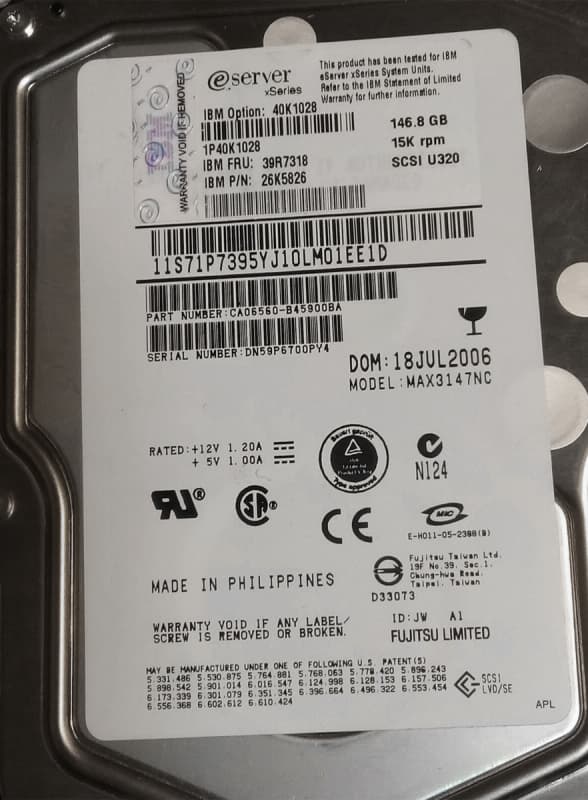 WARRANTY VOID IF REMOVED
eserver
xSeries
This product has been tested for IBM
eServer xSeries System Units.
Refer to the IBM Statement of Limited
Warranty for further information.
IBM Option: 40K1028
1P40K1028
IBM FRU: 39R7318
IBM P/N: 26K5826
146.8 GB
15K rpm
SCSI U320
11S71P7395YJ10LM01EE1D
PART NUMBER:CA06560-B45900BA
SERIAL NUMBER:DN59P6700PY4
DOM:18JUL2006
MODEL:MAX3147NC
RATED:+12V 1.20A
+ 5V 1.00A
Type approved
N124
CE
MIC
E-H011-05-2388(B)
Fujitsu Taiwan Ltd.
19F No.39, Sec.1,
Chung-hwa Road,
Taipei, Taiwan
D33073
MADE IN PHILIPPINES
WARRANTY VOID IF ANY LABEL/
SCREW IS REMOVED OR BROKEN.
ID:JW A1
FUJITSU LIMITED
MAY BE MANUFACTURED UNDER ONE OF FOLLOWING U.S. PATENT(S)
5.331.486 5.530.875 5.764.881 5.768.063 5.778.420 5.896.243
5.898.542 5.901.014 6.016.547 6.124.998 6.128.153 6.157.506
6.173.339 6.301.079 6.351.345 6.396.664 6.496.322 6.553.454
6.556.368 6.602.612 6.610.424
SCSI
LVD/SE
APL